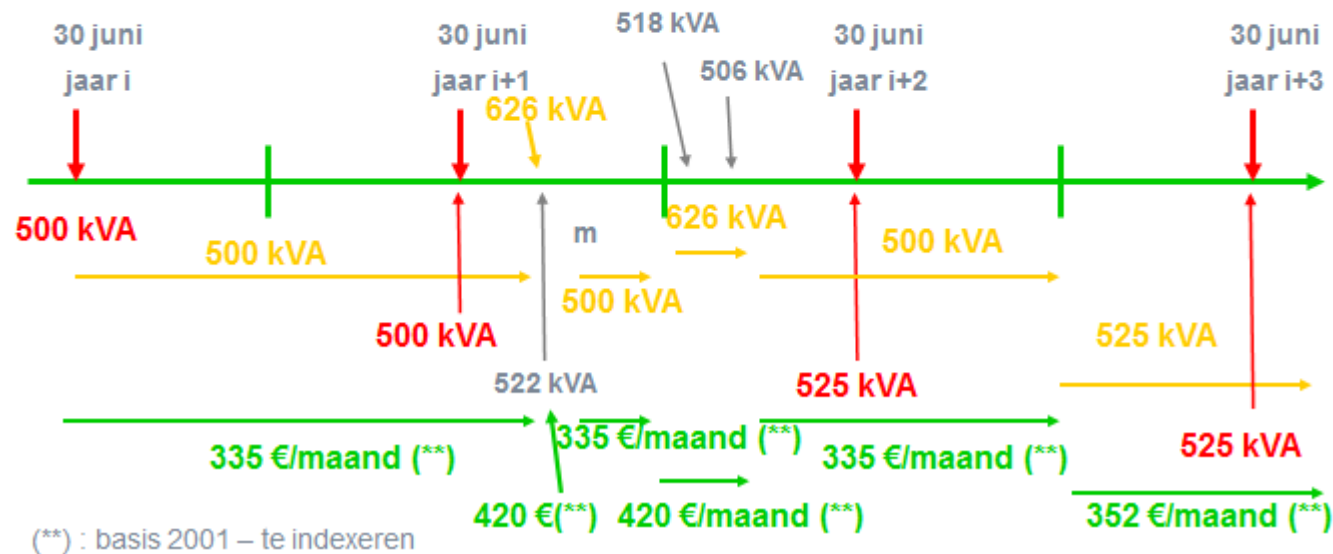 30 juni
jaar i
30 juni
jaar i+1
518 kVA
506 kVA
30 juni
jaar i+2
30 juni
jaar i+3
626 kVA
500 kVA
500 kVA
m
626 kVA
500 kVA
500 kVA
500 kVA
525 kVA
522 kVA
525 kVA
335 €/maand (**)
335 €/maand (**)
335 €/maand (**)
525 kVA
420 €(**)
420 €/maand (**)
352 €/maand (**)
(**) : basis 2001 – te indexeren